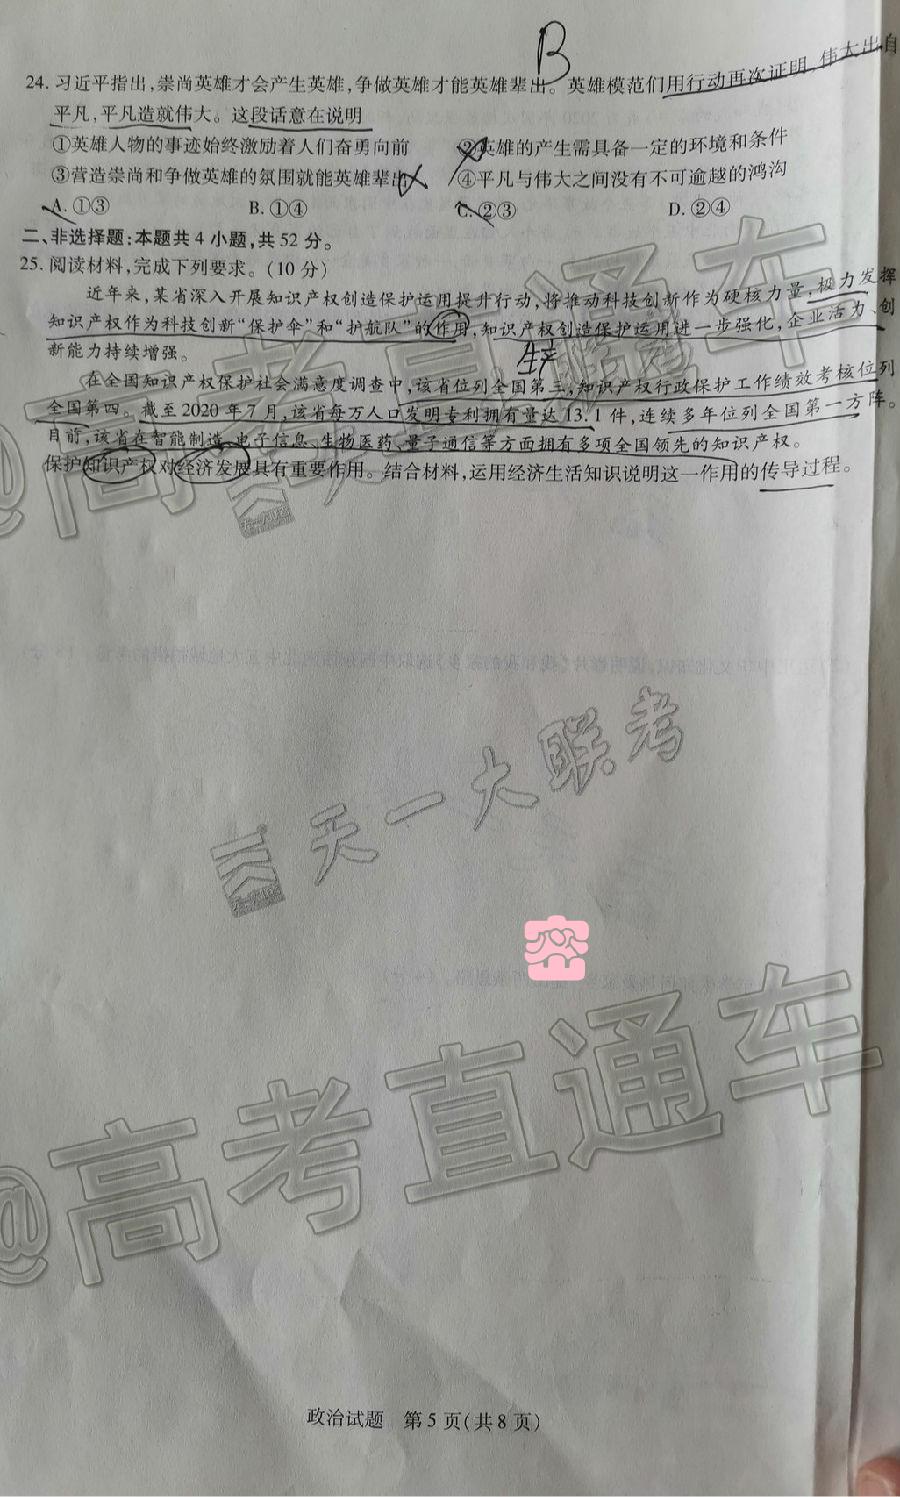 B
24. 习近平指出,崇尚英雄才会产生英雄,争做英雄才能英雄辈出。英雄模范们用行动再次证明,伟大出自
平凡,平凡造就伟大。这段话意在说明
①英雄人物的事迹始终激励着人们奋勇向前 ②英雄的产生需具备一定的环境和条件
③营造崇尚和争做英雄的氛围就能英雄辈出 ④平凡与伟大之间没有不可逾越的鸿沟
A. ①③ B. ①④ C. ②③ D. ②④
二、非选择题:本题共 4 小题,共 52 分。
25. 阅读材料,完成下列要求。(10 分)
近年来,某省深入开展知识产权创造保护运用提升行动,将推动科技创新作为硬核力量,极力发挥
知识产权作为科技创新“保护伞”和“护航队”的作用,知识产权创造保护运用进一步强化,企业活力、创
新能力持续增强。
生产
在全国知识产权保护社会满意度调查中,该省位列全国第三,知识产权行政保护工作绩效考核位列
全国第四。截至 2020 年 7 月,该省每万人口发明专利拥有量达 13.1 件,连续多年位列全国第一方阵。
目前,该省在智能制造、电子信息、生物医药、量子通信等方面拥有多项全国领先的知识产权。
保护知识产权对经济发展具有重要作用。结合材料,运用经济生活知识说明这一作用的传导过程。
@高考直通车
天一大联考
天一大联考
密
@高考直通车
政治试题 第 5 页(共 8 页)